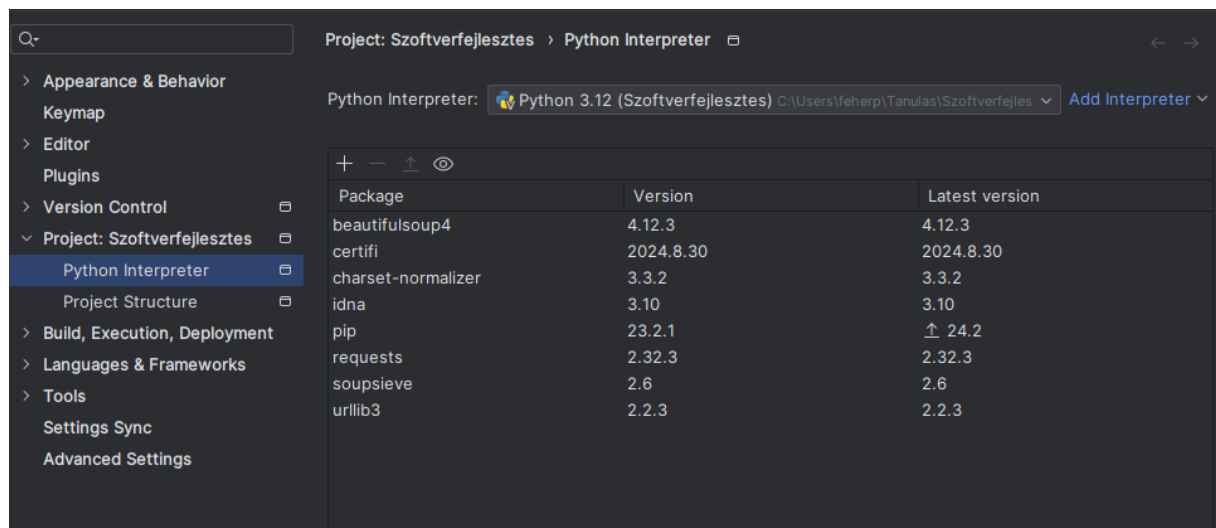 Project: Szoftverfejlesztes › Python Interpreter
Appearance & Behavior
Keymap
Editor
Plugins
Version Control
Project: Szoftverfejlesztes
Python Interpreter
Project Structure
Build, Execution, Deployment
Languages & Frameworks
Tools
Settings Sync
Advanced Settings
Python Interpreter: Python 3.12 (Szoftverfejlesztes) C:\Users\feherp\Tanulas\Szoftverfejles Add Interpreter
Package Version Latest version
beautifulsoup4 4.12.3 4.12.3
certifi 2024.8.30 2024.8.30
charset-normalizer 3.3.2 3.3.2
idna 3.10 3.10
pip 23.2.1 24.2
requests 2.32.3 2.32.3
soupsieve 2.6 2.6
urllib3 2.2.3 2.2.3